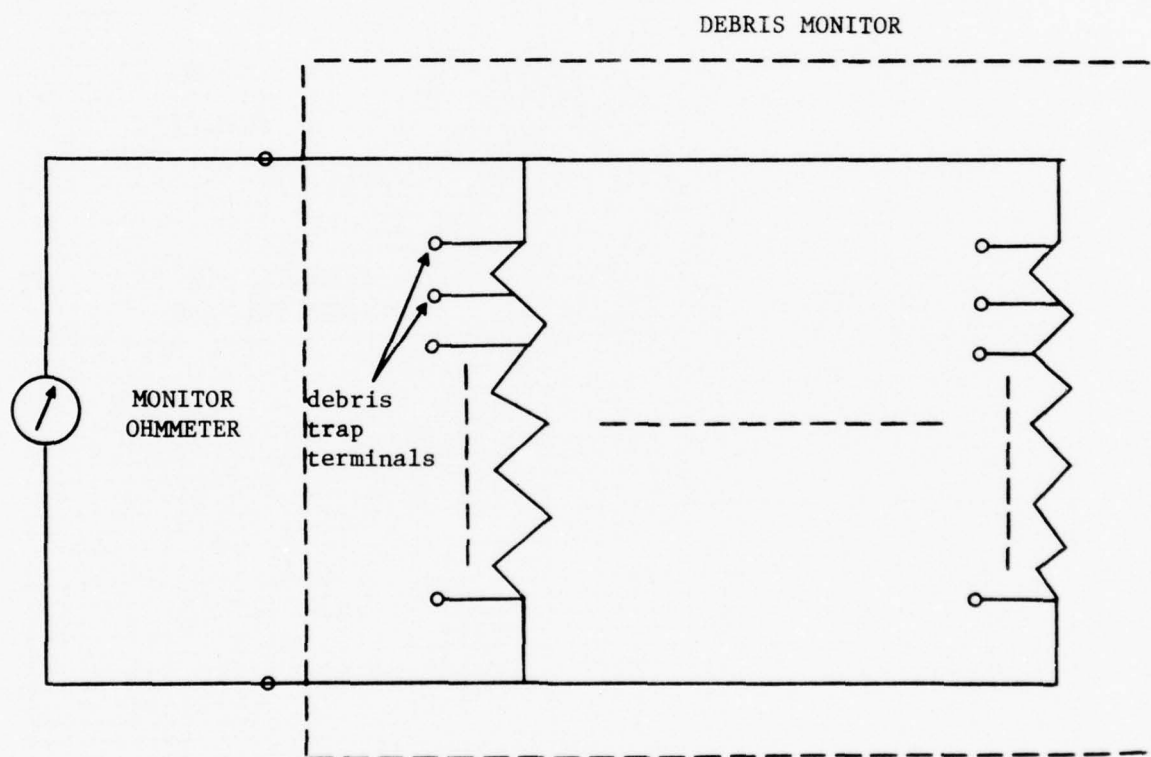 DEBRIS MONITOR
MONITOR
OHMMETER
debris
trap
terminals